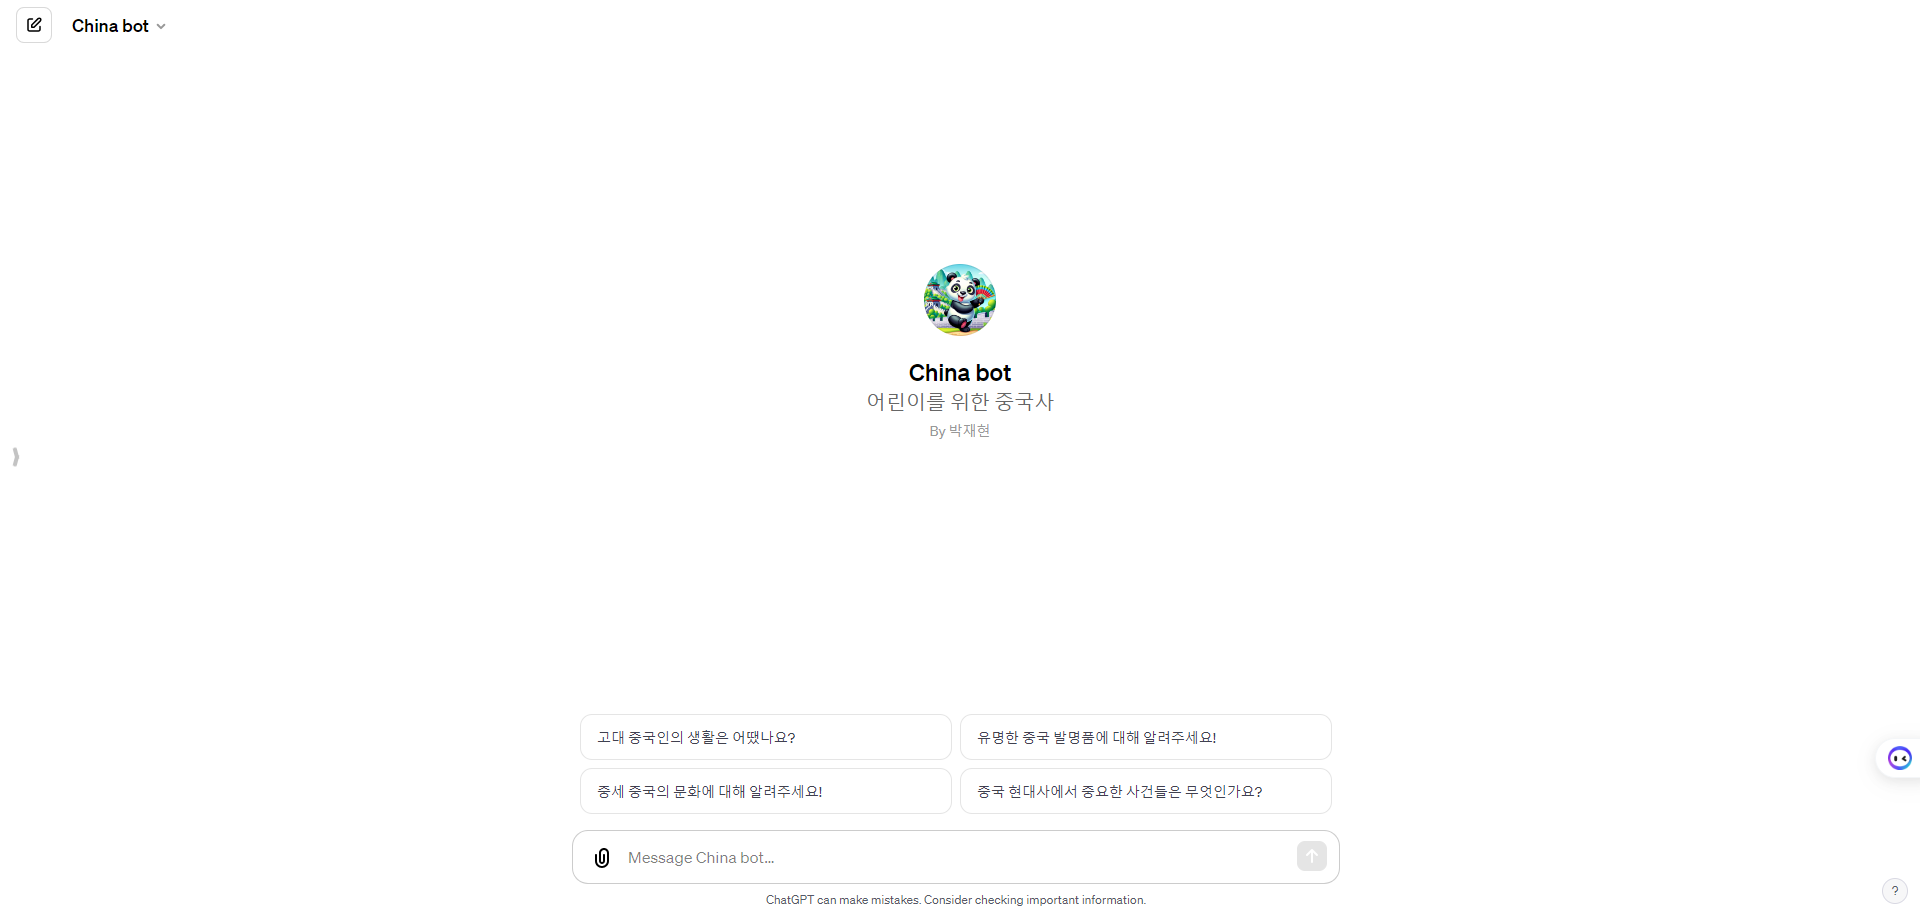 China bot
China bot
어린이를 위한 중국사
By 박재현
고대 중국인의 생활은 어땠나요?
유명한 중국 발명품에 대해 알려주세요!
중세 중국의 문화에 대해 알려주세요!
중국 현대사에서 중요한 사건들은 무엇인가요?
Message China bot...
ChatGPT can make mistakes. Consider checking important information.
?